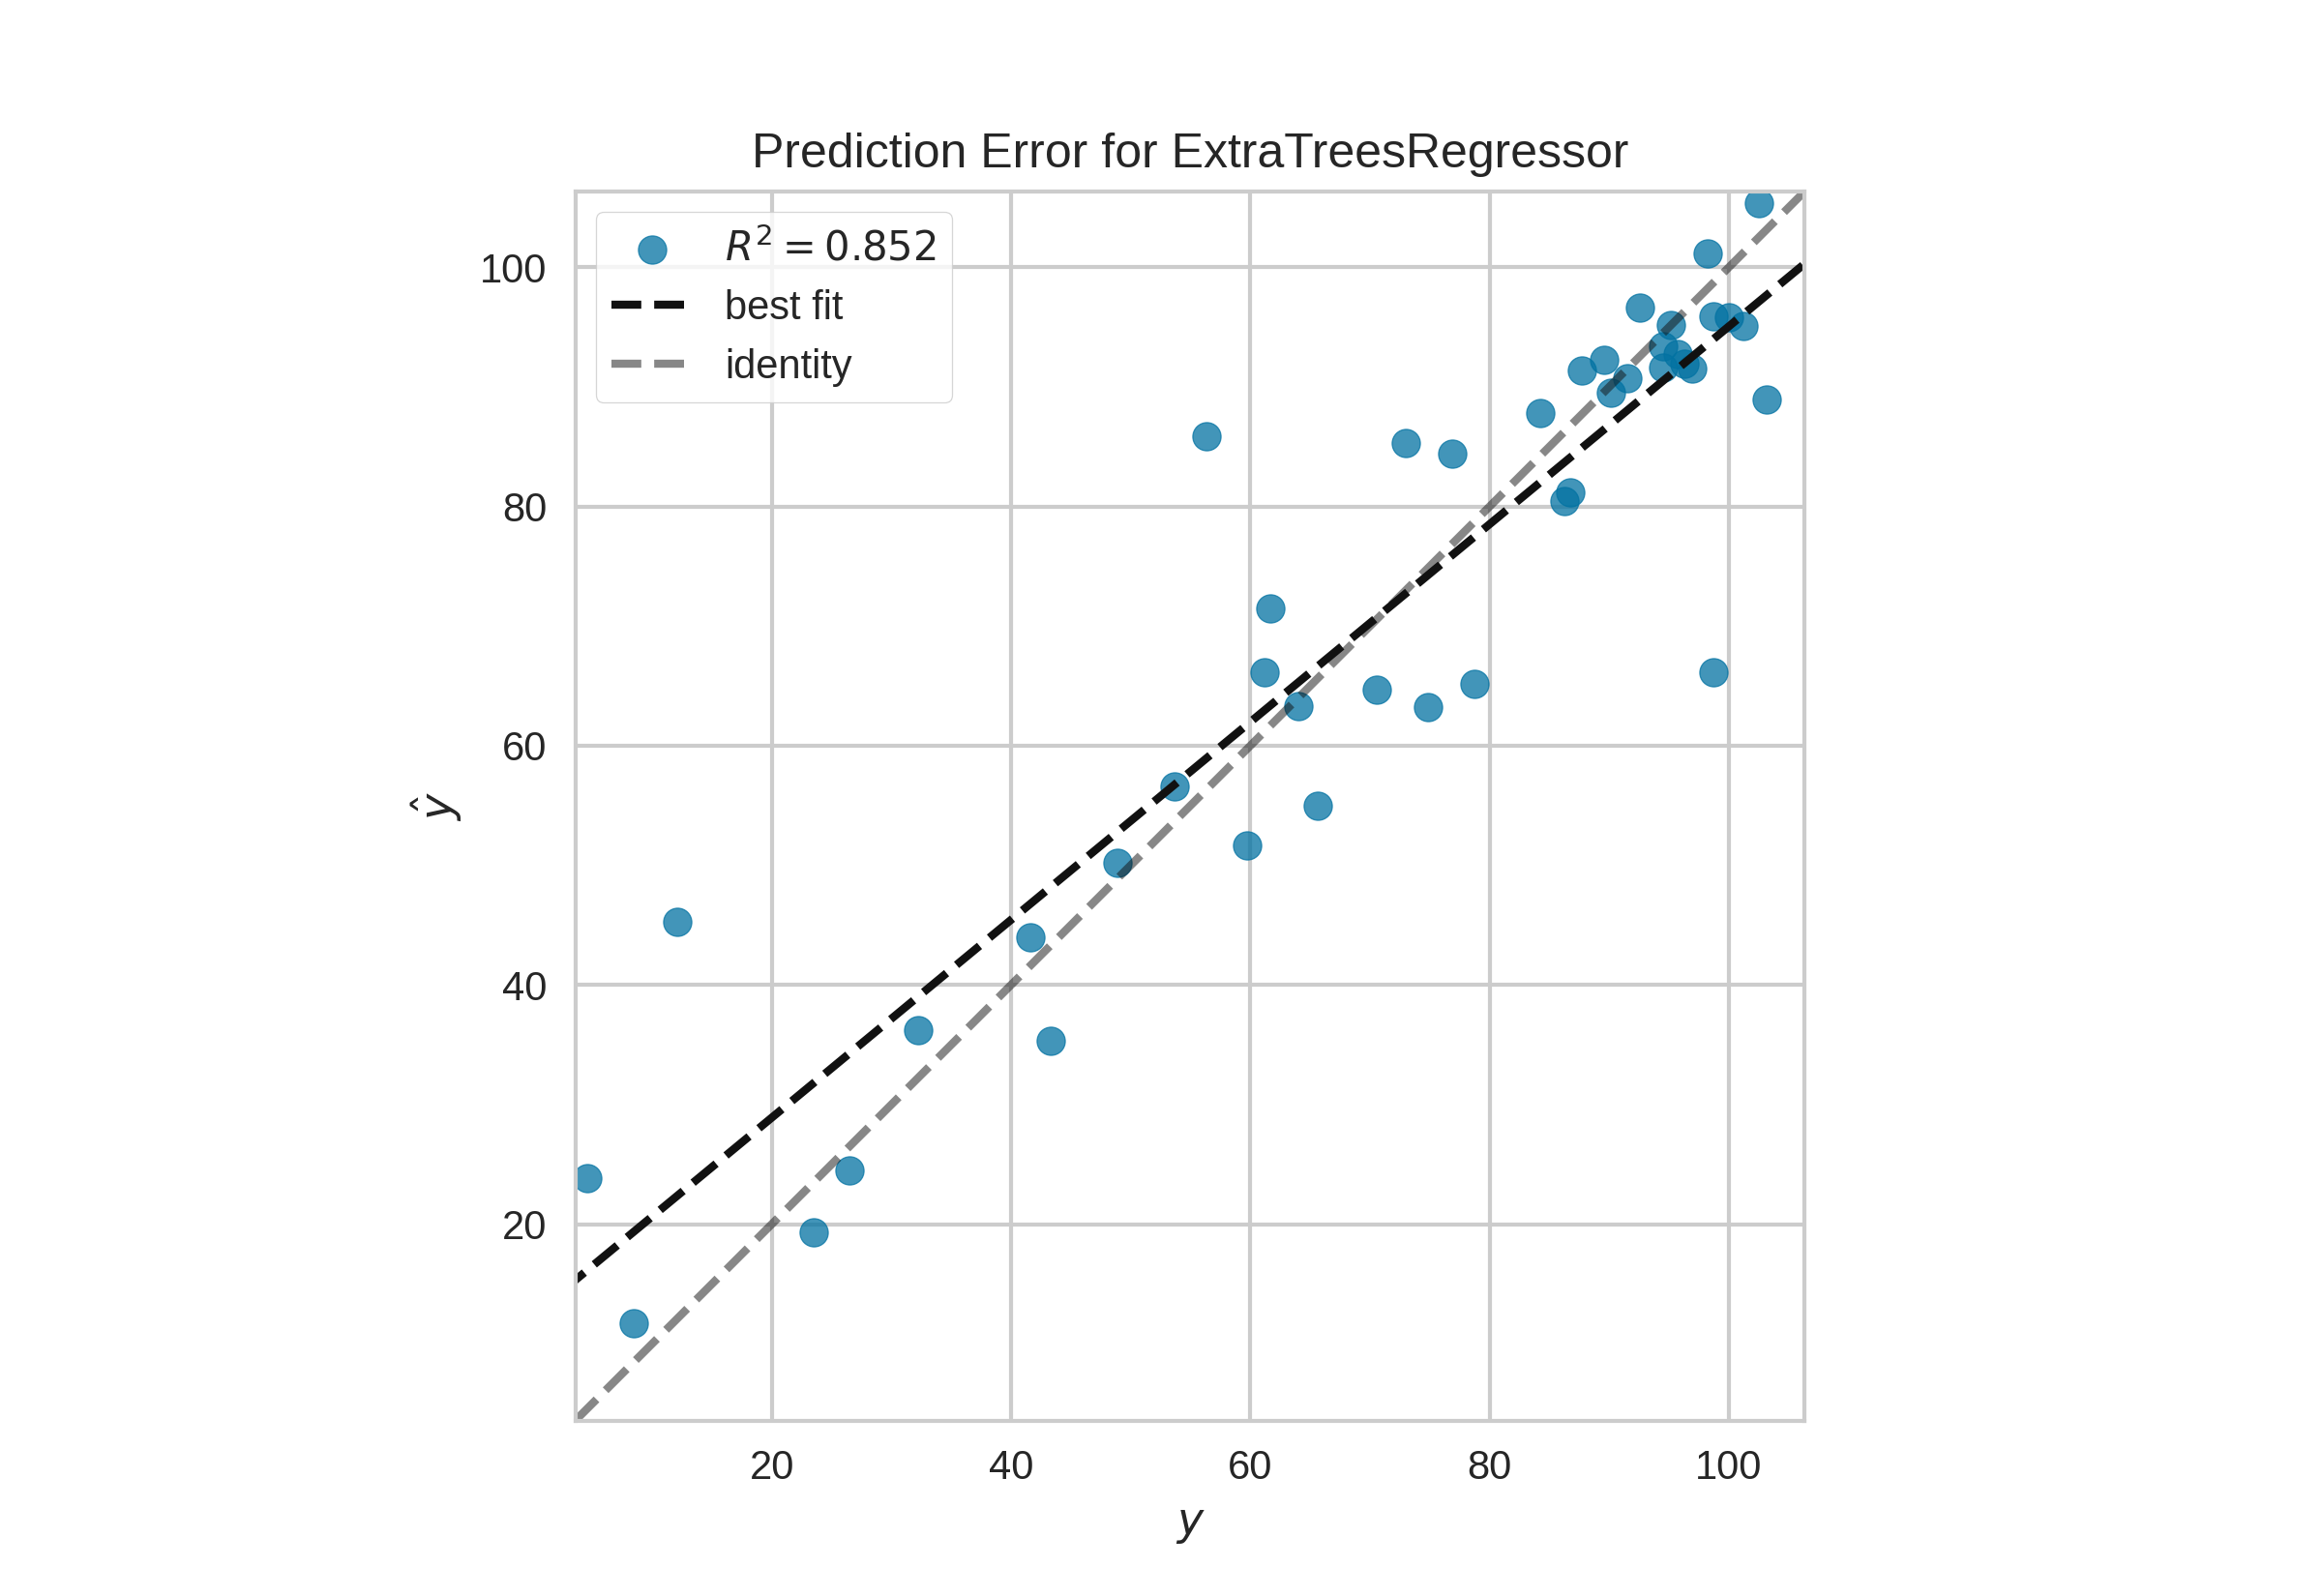 Prediction Error for ExtraTreesRegressor
R² = 0.852
best fit
identity
100
80
60
40
20
ŷ
20 40 60 80 100
y